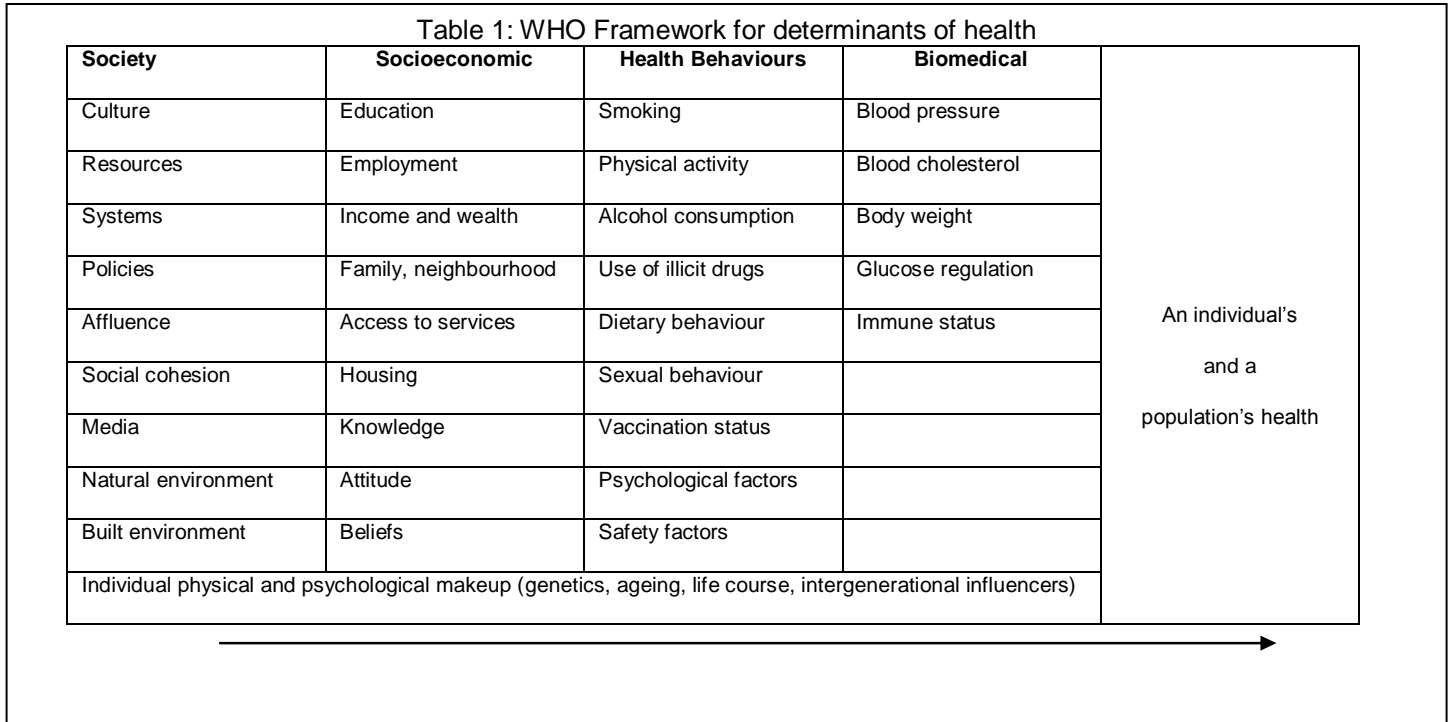 Table 1: WHO Framework for determinants of health
Society Socioeconomic Health Behaviours Biomedical
Culture Education Smoking Blood pressure
Resources Employment Physical activity Blood cholesterol
Systems Income and wealth Alcohol consumption Body weight
Policies Family, neighbourhood Use of illicit drugs Glucose regulation
Affluence Access to services Dietary behaviour Immune status
Social cohesion Housing Sexual behaviour
Media Knowledge Vaccination status
Natural environment Attitude Psychological factors
Built environment Beliefs Safety factors
Individual physical and psychological makeup (genetics, ageing, life course, intergenerational influencers)
An individual's
and a
population's health